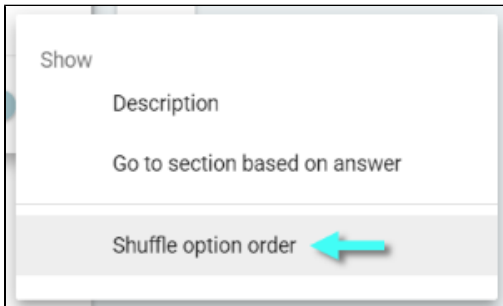 Show
Description
Go to section based on answer
Shuffle option order